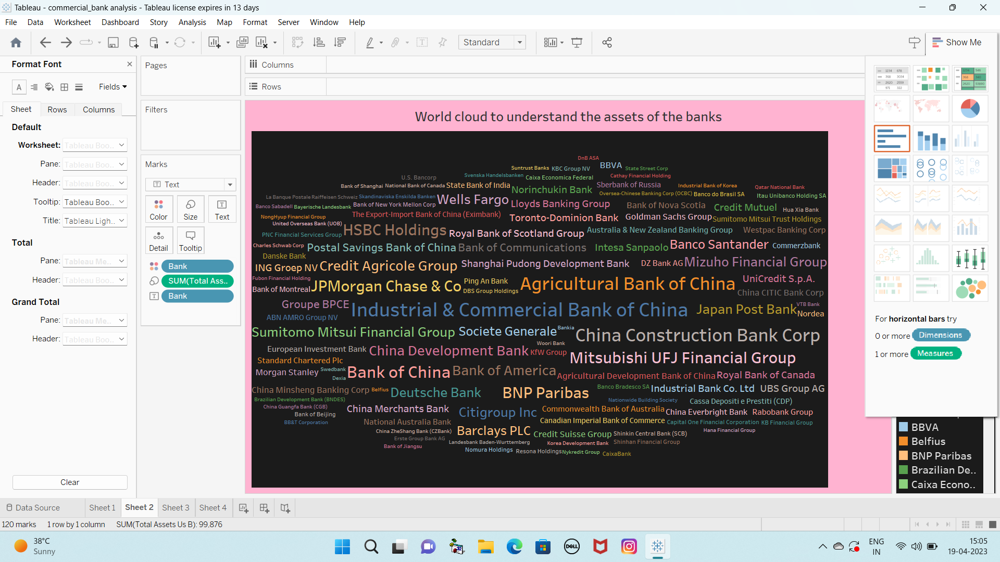 Tableau - commercial_bank analysis - Tableau license expires in 13 days
File Data Worksheet Dashboard Story Analysis Map Format Server Window Help
Standard
Show Me
Format Font
Fields
Sheet Rows Columns
Default
Worksheet: Tableau Boo..
Pane: Tableau Boo..
Header: Tableau Boo..
Tooltip: Tableau Boo..
Title: Tableau Ligh..
Total
Pane: Tableau Me..
Header: Tableau Boo..
Grand Total
Pane: Tableau Me..
Header: Tableau Boo..
Clear
Pages
Filters
Marks
Text
Color Size Text
Detail Tooltip
Bank
SUM(Total Ass..
Bank
Columns
Rows
World cloud to understand the assets of the banks
DnB ASA
Suntrust Banks KBC Group NV BBVA State Street Corp
U.S. Bancorp Svenska Handelsbanken Caixa Economica Federal Cathay Financial Holding
Bank of Shanghai National Bank of Canada State Bank of India Norinchukin Bank Sberbank of Russia Industrial Bank of Korea Qatar National Bank
La Banque Postale Raiffeisen Schweiz Skandinaviska Enskilda Banken Wells Fargo Oversea-Chinese Banking Corp (OCBC) Banco do Brasil SA Itau Unibanco Holding SA
Banco Sabadell Bayerische Landesbank Bank of New York Mellon Corp Lloyds Banking Group Bank of Nova Scotia Credit Mutuel Hua Xia Bank
NongHyup Financial Group The Export-Import Bank of China (Eximbank) Toronto-Dominion Bank Goldman Sachs Group Sumitomo Mitsui Trust Holdings
United Overseas Bank (UOB) HSBC Holdings Royal Bank of Scotland Group Australia & New Zealand Banking Group Westpac Banking Corp
PNC Financial Services Group
Charles Schwab Corp Postal Savings Bank of China Bank of Communications Intesa Sanpaolo Banco Santander Commerzbank
Danske Bank
ING Groep NV Credit Agricole Group Shanghai Pudong Development Bank DZ Bank AG Mizuho Financial Group
Fubon Financial Holding
Bank of Montreal JPMorgan Chase & Co Ping An Bank Agricultural Bank of China UniCredit S.p.A.
DBS Group Holdings China CITIC Bank Corp
Groupe BPCE Industrial & Commercial Bank of China Japan Post Bank VTB Bank
ABN AMRO Group NV Nordea
Sumitomo Mitsui Financial Group Societe Generale Bankia China Construction Bank Corp
European Investment Bank China Development Bank Woori Bank
KfW Group
Standard Chartered Plc Mitsubishi UFJ Financial Group
Morgan Stanley Swedbank Bank of China Bank of America Agricultural Development Bank of China Royal Bank of Canada
Dexia
China Minsheng Banking Corp Belfius Deutsche Bank BNP Paribas Banco Bradesco SA Industrial Bank Co. Ltd UBS Group AG
Brazilian Development Bank (BNDES) Nationwide Building Society Cassa Depositi e Prestiti (CDP)
China Guangfa Bank (CGB) China Merchants Bank Citigroup Inc Commonwealth Bank of Australia China Everbright Bank Rabobank Group
Bank of Beijing
BB&T Corporation National Australia Bank Canadian Imperial Bank of Commerce Capital One Financial Corporation KB Financial Group
China ZheShang Bank (CZBank) Barclays PLC Credit Suisse Group Shinkin Central Bank (SCB) Hana Financial Group
Erste Group Bank AG Landesbank Baden-Wurttemberg Korea Development Bank Shinhan Financial Group
Bank of Jiangsu Nomura Holdings Resona Holdings Nykredit Group CaixaBank
For horizontal bars try
0 or more Dimensions
1 or more Measures
BBVA
Belfius
BNP Paribas
Brazilian De..
Caixa Econo..
Data Source Sheet 1 Sheet 2 Sheet 3 Sheet 4
120 marks 1 row by 1 column SUM(Total Assets Us B): 99,876
38°C
Sunny
DELL
ENG
IN
15:05
19-04-2023